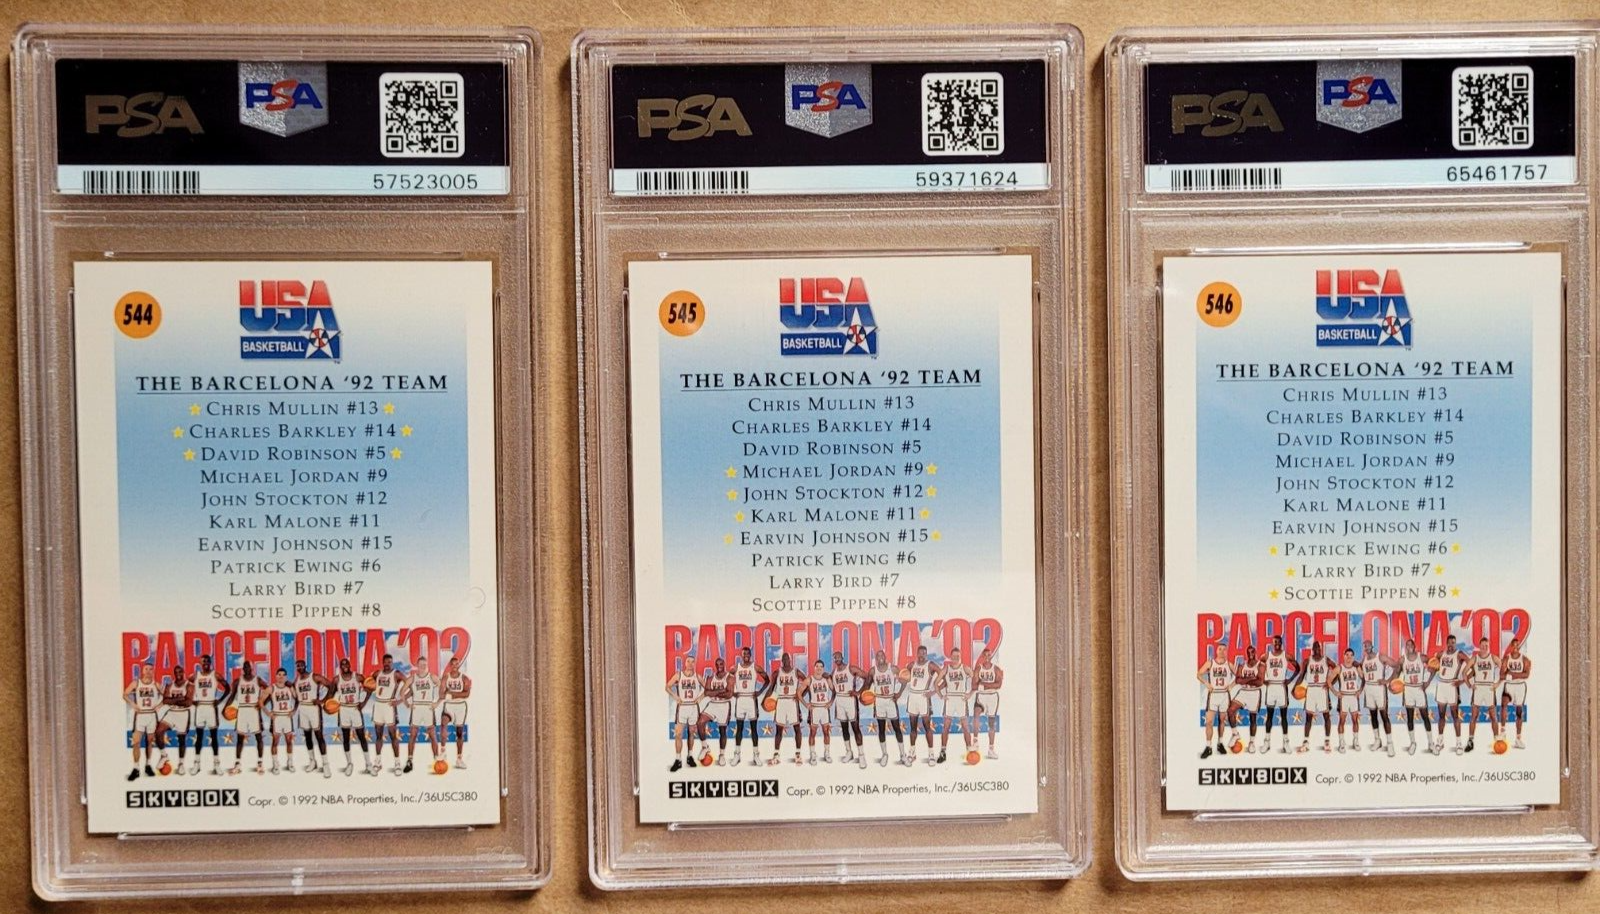 PSA PSA
57523005
544
USA
BASKETBALL
THE BARCELONA '92 TEAM
CHRIS MULLIN #13
CHARLES BARKLEY #14
DAVID ROBINSON #5
MICHAEL JORDAN #9
JOHN STOCKTON #12
KARL MALONE #11
EARVIN JOHNSON #15
PATRICK EWING #6
LARRY BIRD #7
SCOTTIE PIPPEN #8
BARCELONA '92
SKYBOX Copr. © 1992 NBA Properties, Inc./36USC380
PSA PSA
59371624
545
USA
BASKETBALL
THE BARCELONA '92 TEAM
CHRIS MULLIN #13
CHARLES BARKLEY #14
DAVID ROBINSON #5
MICHAEL JORDAN #9
JOHN STOCKTON #12
KARL MALONE #11
EARVIN JOHNSON #15
PATRICK EWING #6
LARRY BIRD #7
SCOTTIE PIPPEN #8
BARCELONA '92
SKYBOX Copr. © 1992 NBA Properties, Inc./36USC380
PSA PSA
65461757
546
USA
BASKETBALL
THE BARCELONA '92 TEAM
CHRIS MULLIN #13
CHARLES BARKLEY #14
DAVID ROBINSON #5
MICHAEL JORDAN #9
JOHN STOCKTON #12
KARL MALONE #11
EARVIN JOHNSON #15
PATRICK EWING #6
LARRY BIRD #7
SCOTTIE PIPPEN #8
BARCELONA '92
SKYBOX Copr. © 1992 NBA Properties, Inc./36USC380